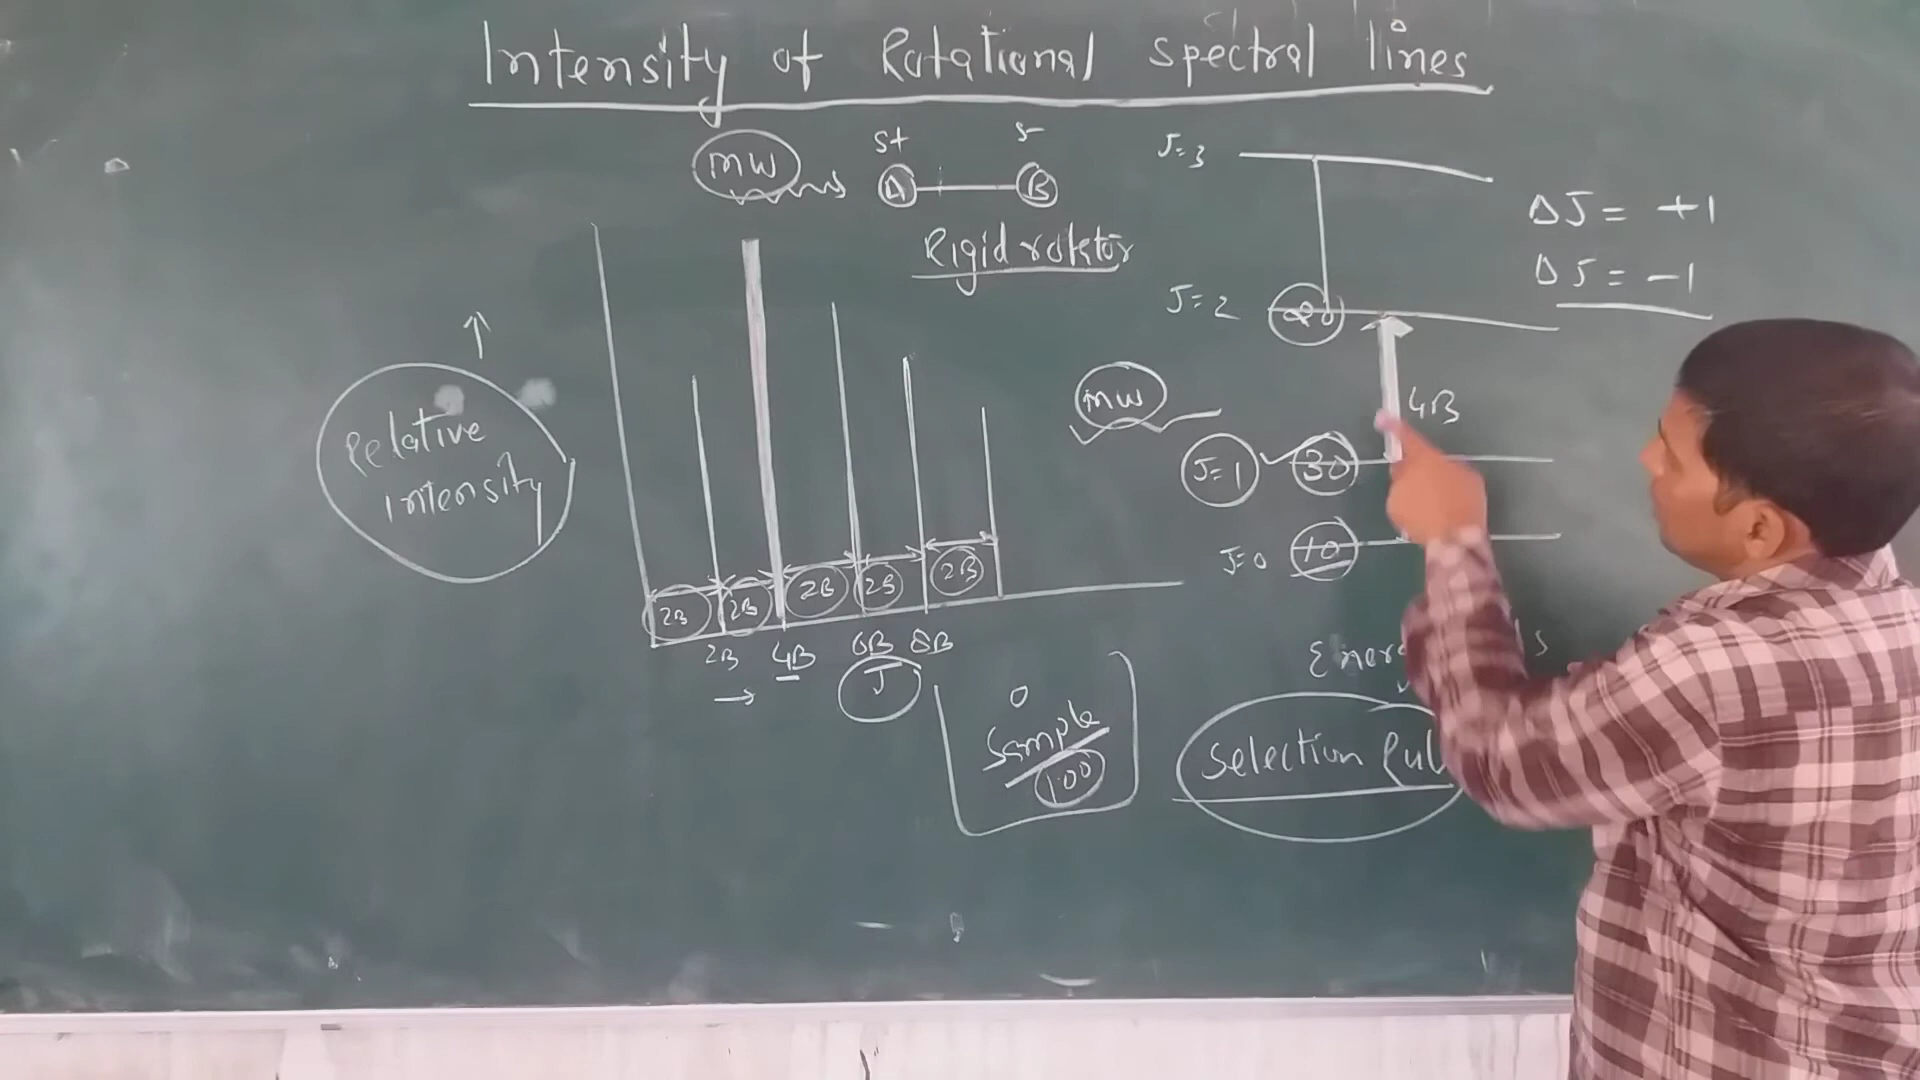 Intensity of Rotational spectral lines
MW
δ+ δ-
A B
Rigid rotator
J=3
ΔJ = +1
ΔJ = -1
J=2
Relative
intensity
MW
4B
J=1 30
J=0 10
2B 2B 2B 2B 2B
2B 4B 6B 8B
→ J
Sample
100
Selection